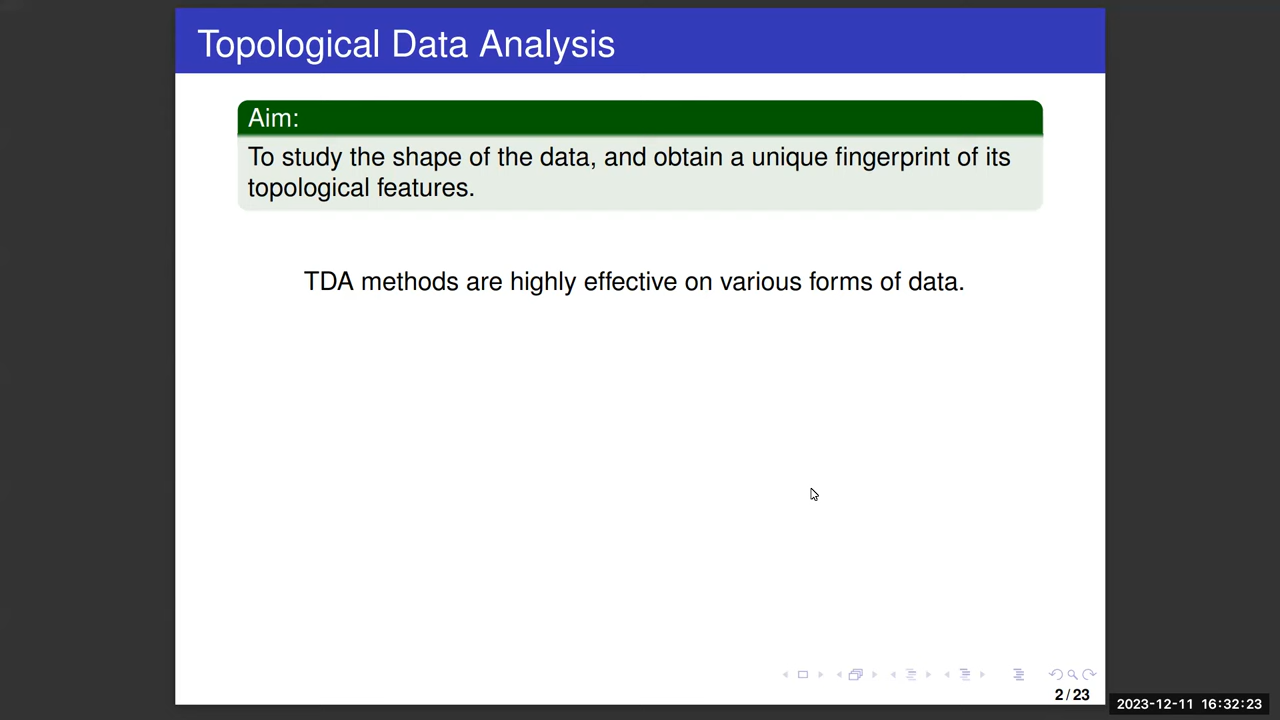 Topological Data Analysis
Aim:
To study the shape of the data, and obtain a unique fingerprint of its
topological features.
TDA methods are highly effective on various forms of data.
2 / 23
2023-12-11 16:32:23